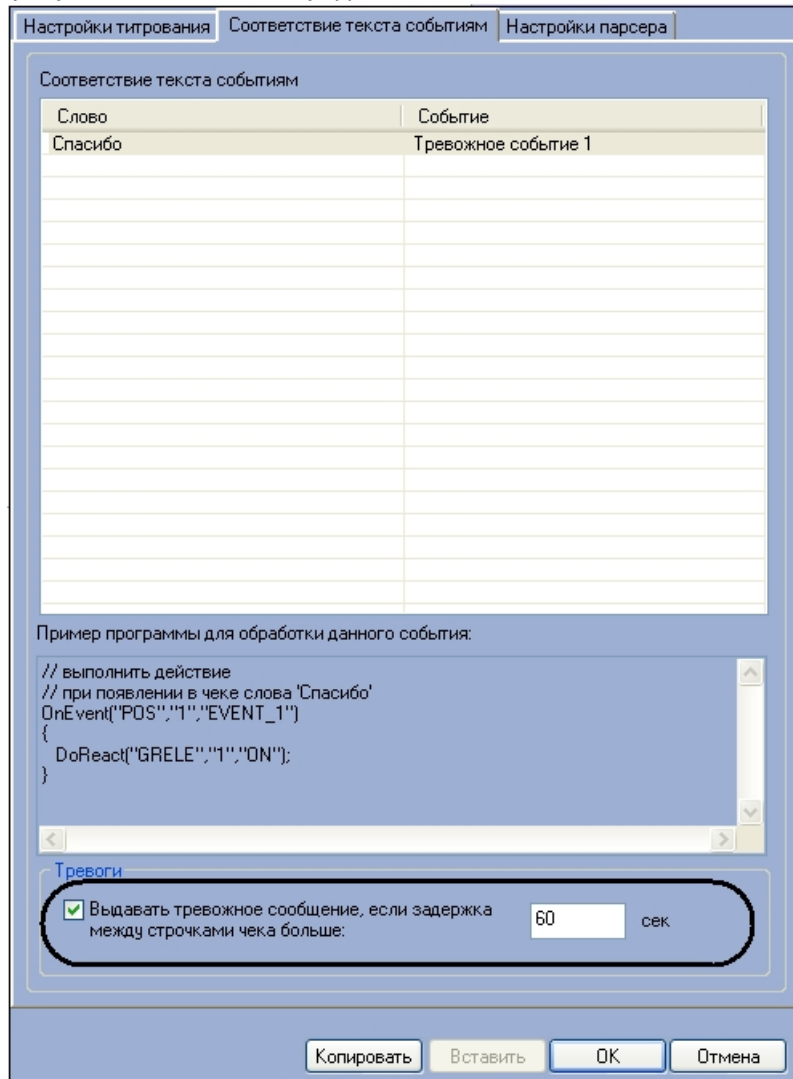 Настройки титрования Соответствие текста событиям Настройки парсера
Соответствие текста событиям
Слово Событие
Спасибо Тревожное событие 1
Пример программы для обработки данного события:
// выполнить действие
// при появлении в чеке слова 'Спасибо'
OnEvent("POS","1","EVENT_1")
{
DoReact("GRELE","1","ON");
}
Тревоги
Выдавать тревожное сообщение, если задержка
между строчками чека больше: 60 сек
Копировать Вставить ОК Отмена